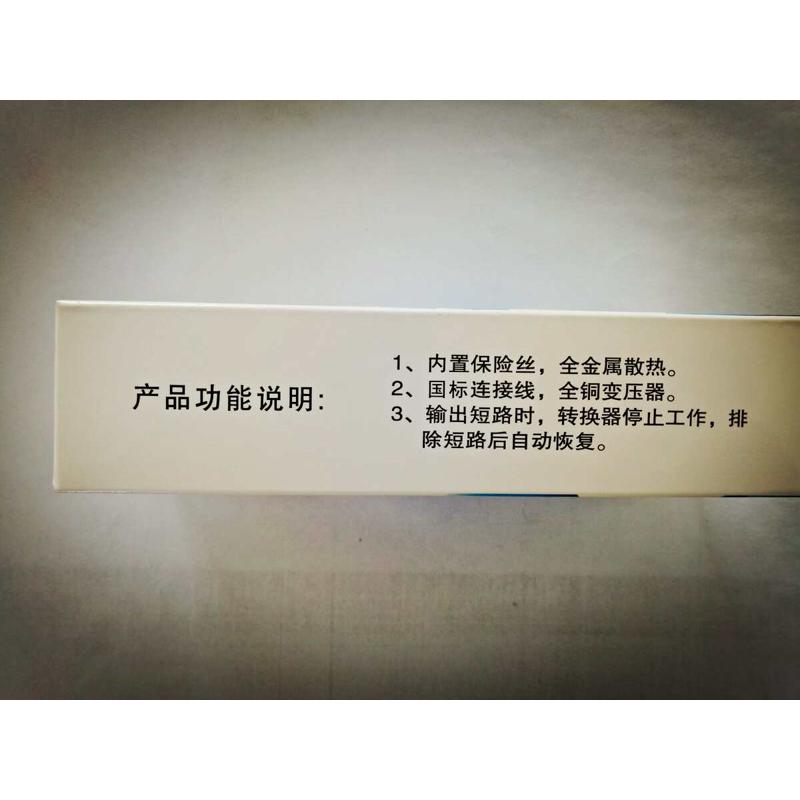 产品功能说明:
1、内置保险丝，全金属散热。
2、国标连接线，全铜变压器。
3、输出短路时，转换器停止工作，排
除短路后自动恢复。